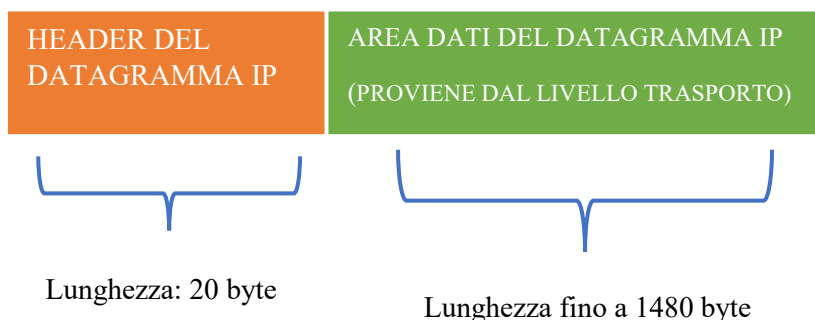 HEADER DEL
DATAGRAMMA IP
AREA DATI DEL DATAGRAMMA IP
(PROVIENE DAL LIVELLO TRASPORTO)
Lunghezza: 20 byte
Lunghezza fino a 1480 byte